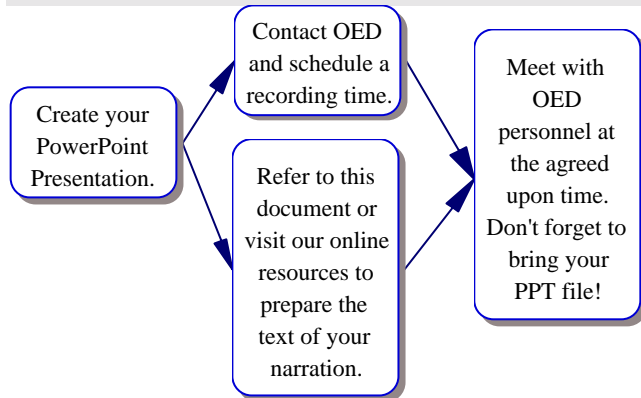 Create your
PowerPoint
Presentation.
Contact OED
and schedule a
recording time.
Refer to this
document or
visit our online
resources to
prepare the
text of your
narration.
Meet with
OED
personnel at
the agreed
upon time.
Don't forget to
bring your
PPT file!